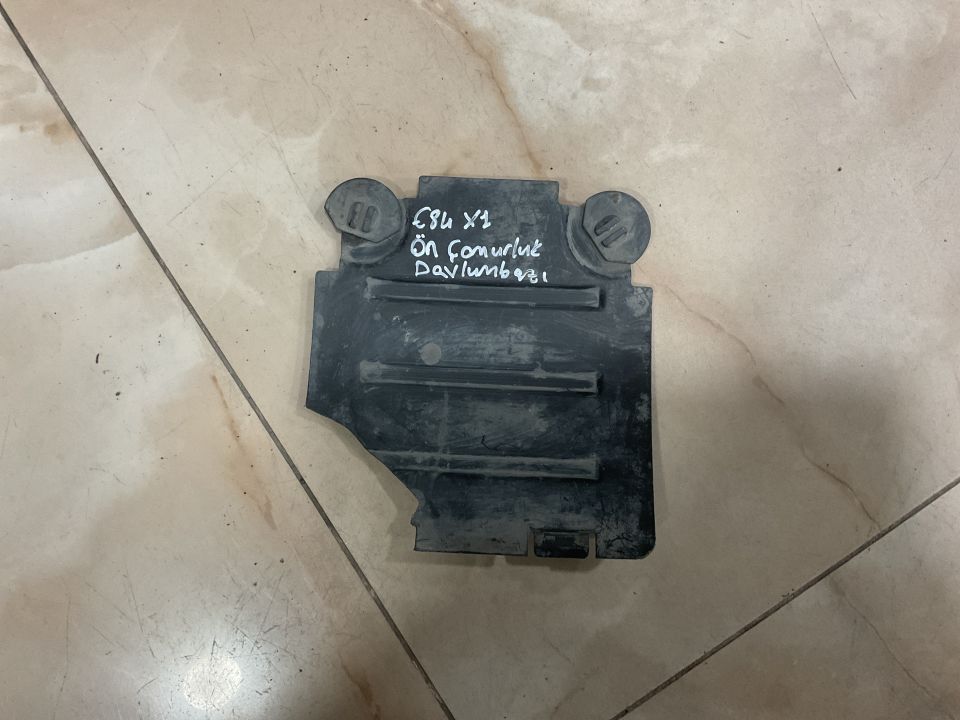 E84 X1
Ön Çamurluk
Davlumbazı